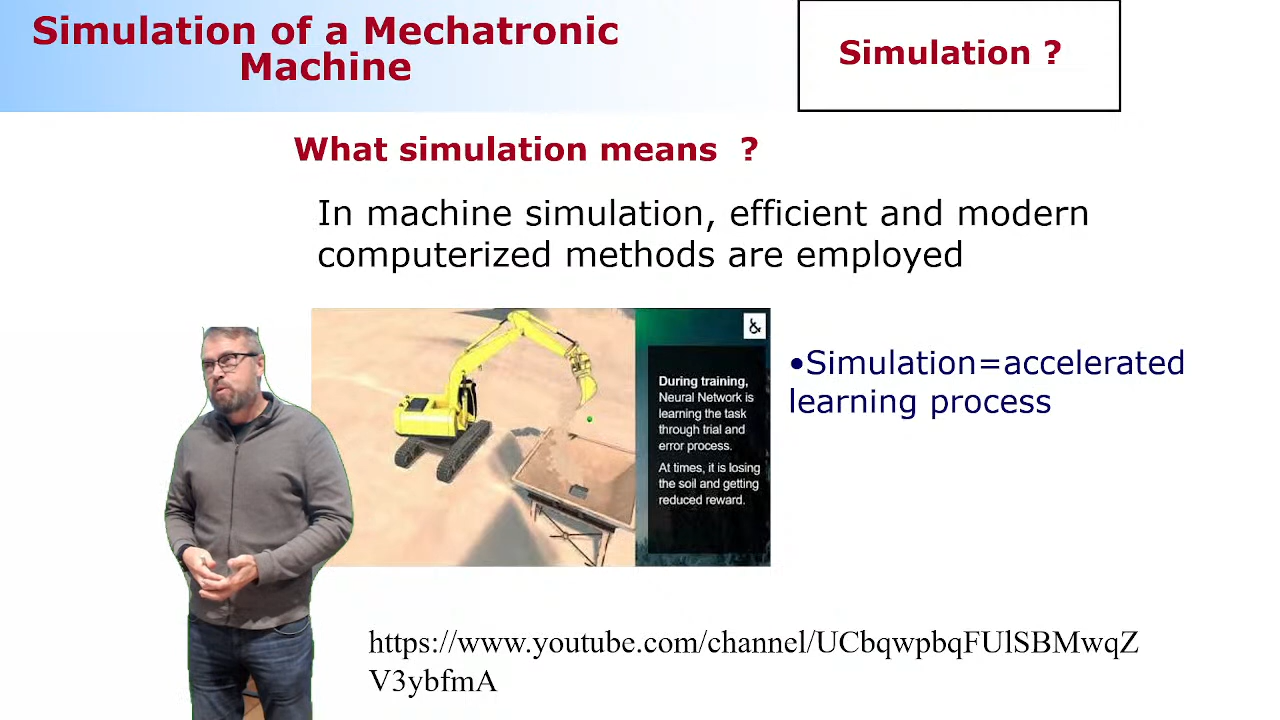 Simulation of a Mechatronic
Machine
Simulation ?
What simulation means ?
In machine simulation, efficient and modern
computerized methods are employed
During training,
Neural Network is
learning the task
through trial and
error process.
At times, it is losing
the soil and getting
reduced reward.
•Simulation=accelerated
learning process
https://www.youtube.com/channel/UCbqwpbqFUlSBMwqZ
V3ybfmA